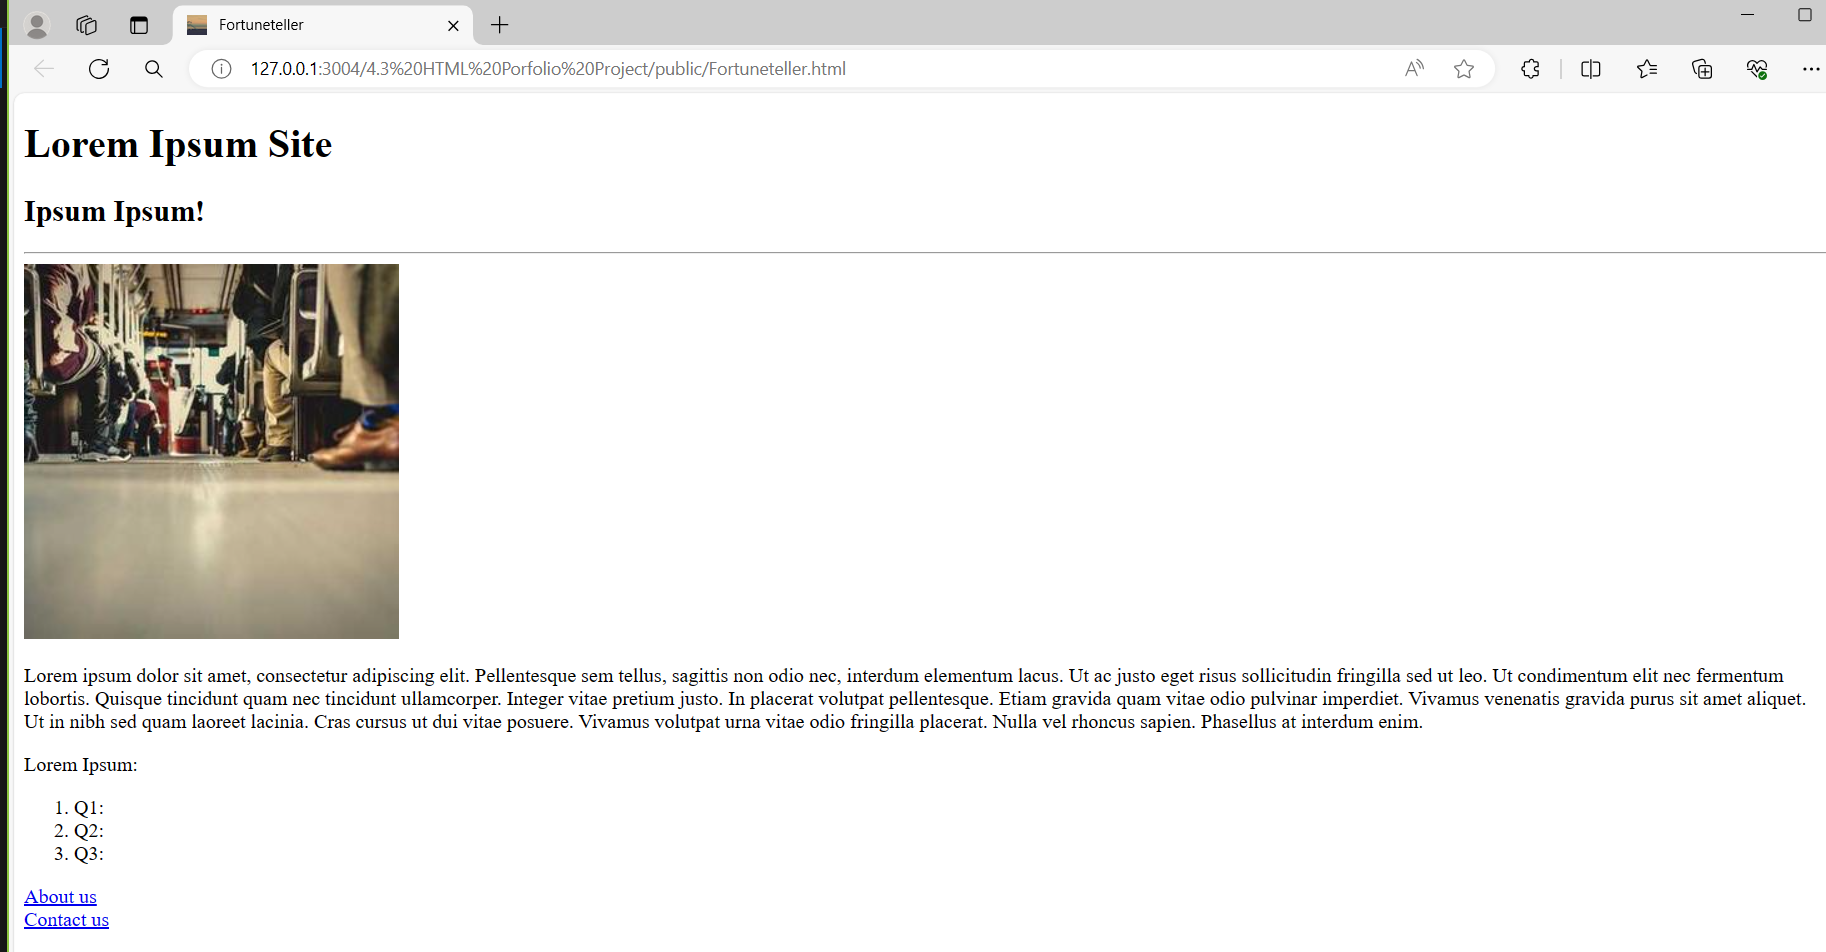 Fortuneteller
127.0.0.1:3004/4.3%20HTML%20Porfolio%20Project/public/Fortuneteller.html
Lorem Ipsum Site
Ipsum Ipsum!
Lorem ipsum dolor sit amet, consectetur adipiscing elit. Pellentesque sem tellus, sagittis non odio nec, interdum elementum lacus. Ut ac justo eget risus sollicitudin fringilla sed ut leo. Ut condimentum elit nec fermentum
lobortis. Quisque tincidunt quam nec tincidunt ullamcorper. Integer vitae pretium justo. In placerat volutpat pellentesque. Etiam gravida quam vitae odio pulvinar imperdiet. Vivamus venenatis gravida purus sit amet aliquet.
Ut in nibh sed quam laoreet lacinia. Cras cursus ut dui vitae posuere. Vivamus volutpat urna vitae odio fringilla placerat. Nulla vel rhoncus sapien. Phasellus at interdum enim.
Lorem Ipsum:
1. Q1:
2. Q2:
3. Q3:
About us
Contact us